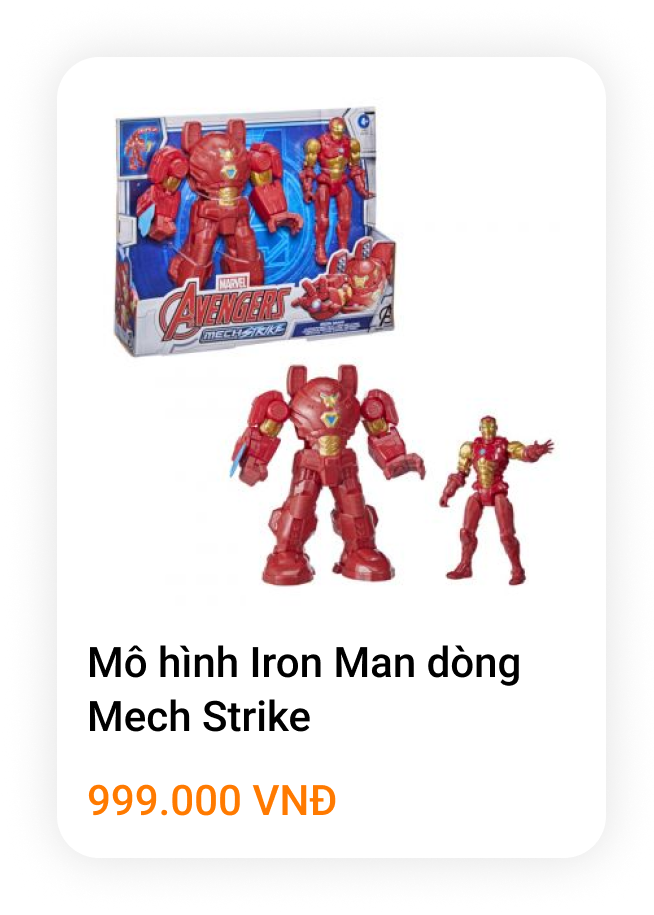 MARVEL
AVENGERS
MECH STRIKE
Mô hình Iron Man dòng
Mech Strike
999.000 VNĐ